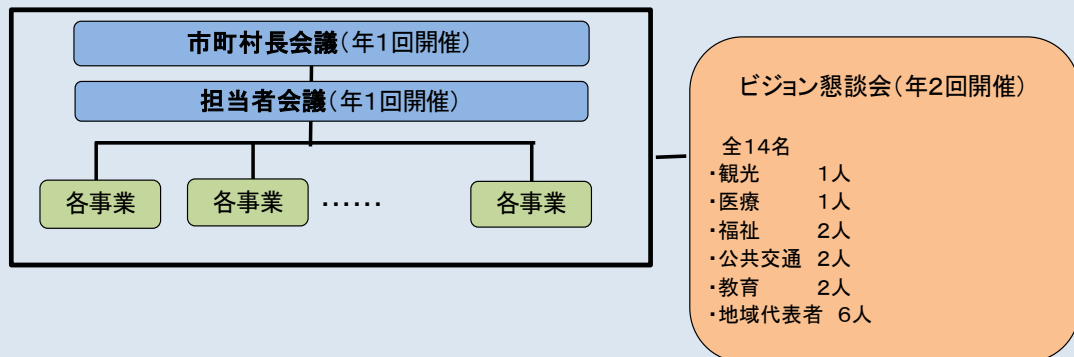 市町村長会議(年1回開催)
担当者会議(年1回開催)
各事業 各事業 ‥‥‥ 各事業
ビジョン懇談会(年2回開催)
全14名
・観光 1人
・医療 1人
・福祉 2人
・公共交通 2人
・教育 2人
・地域代表者 6人